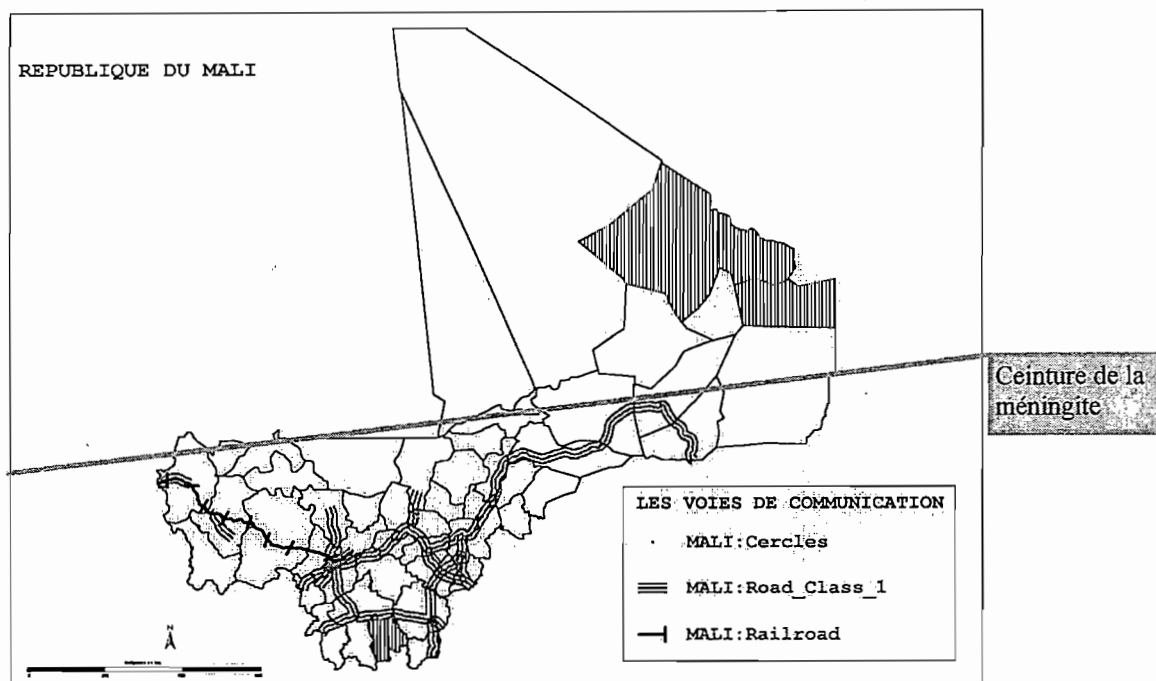 REPUBLIQUE DU MALI
Ceinture de la
méningite
LES VOIES DE COMMUNICATION
MALI:Cercles
MALI:Road_Class_1
MALI:Railroad
N